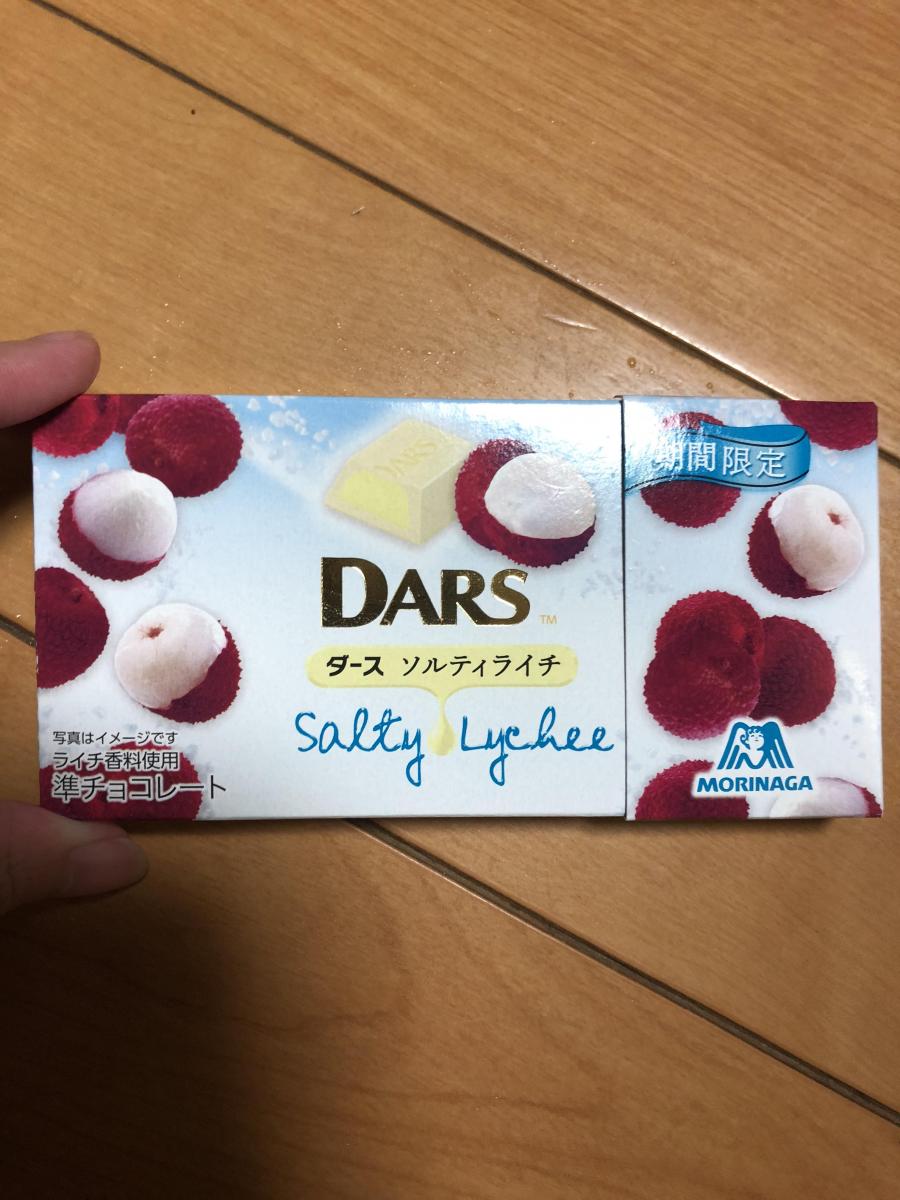 DARS
DARS™
ダース ソルティライチ
Salty Lychee
写真はイメージです
ライチ香料使用
準チョコレート
期間限定
MORINAGA